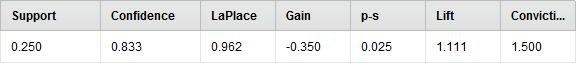 Support Confidence LaPlace Gain p-s Lift Convicti...
0.250 0.833 0.962 -0.350 0.025 1.111 1.500